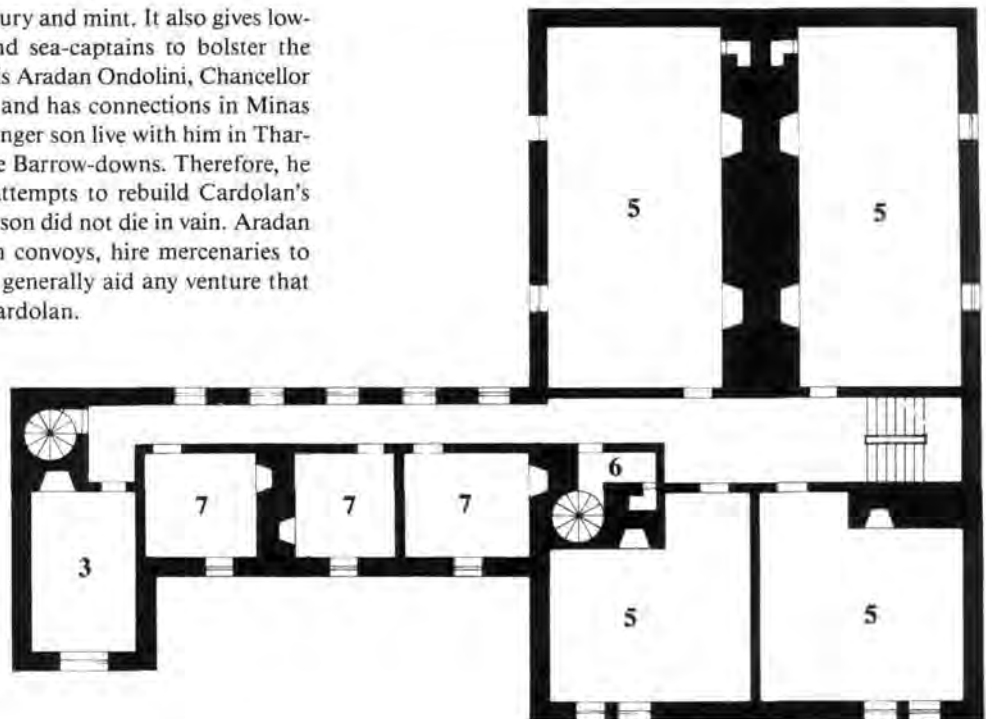 ury and mint. It also gives low-
nd sea-captains to bolster the
s Aradan Ondolini, Chancellor
and has connections in Minas
nger son live with him in Thar-
e Barrow-downs. Therefore, he
attempts to rebuild Cardolan's
son did not die in vain. Aradan
n convoys, hire mercenaries to
generally aid any venture that
ardolan.
5
5
6
7
7
7
3
5
5